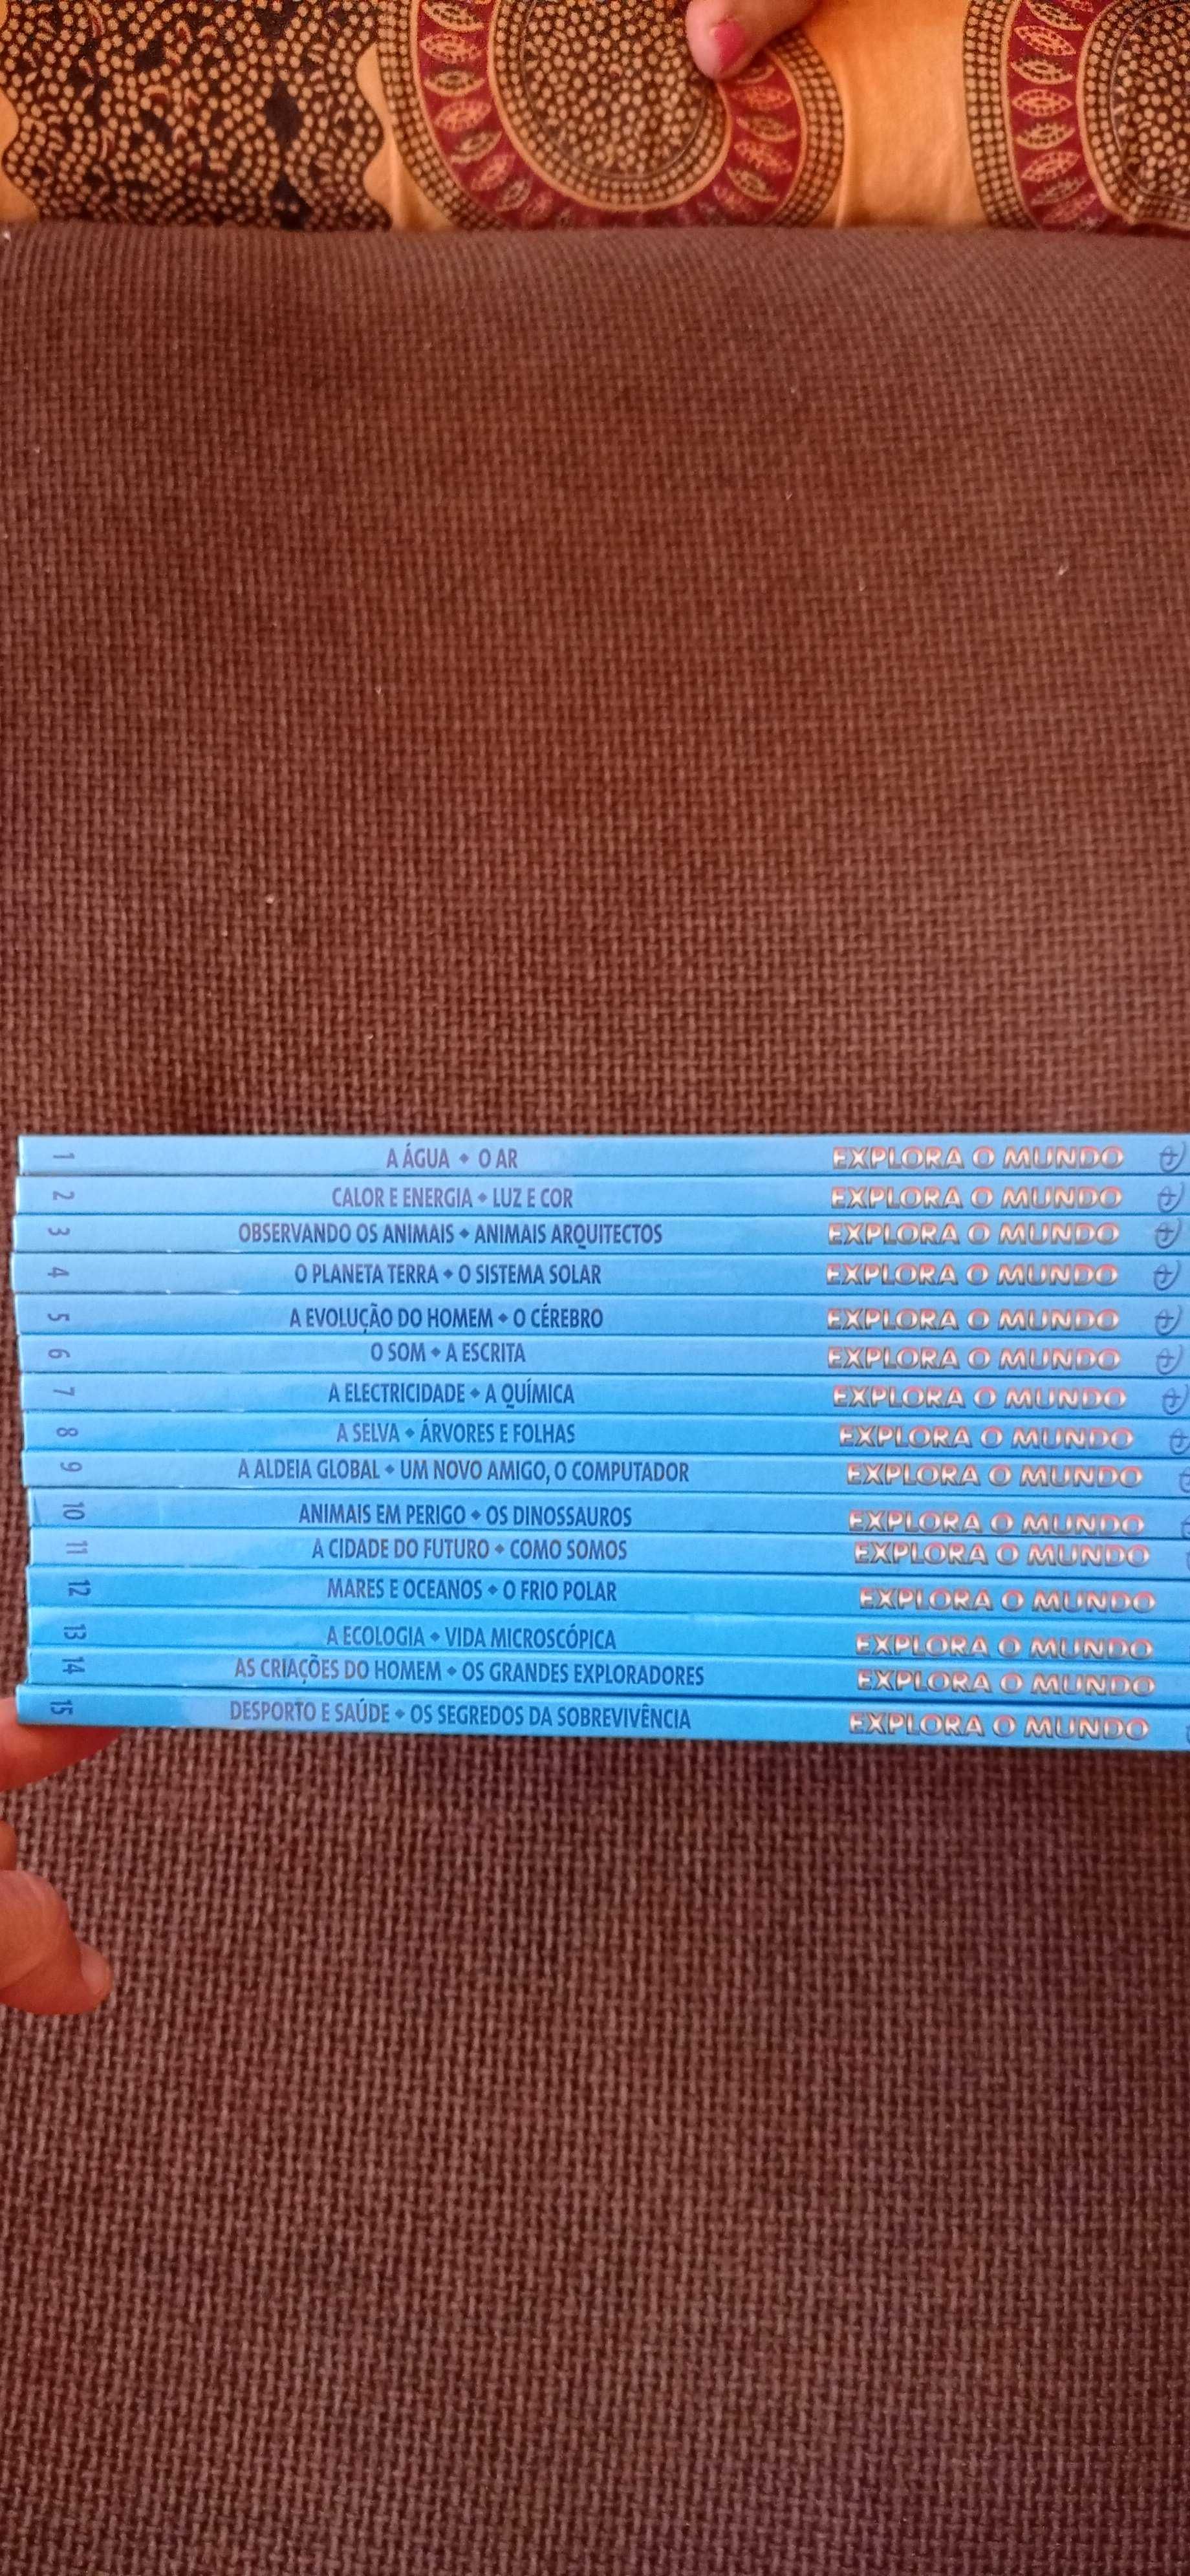 1 A ÁGUA • O AR EXPLORA O MUNDO
2 CALOR E ENERGIA • LUZ E COR EXPLORA O MUNDO
3 OBSERVANDO OS ANIMAIS • ANIMAIS ARQUITECTOS EXPLORA O MUNDO
4 O PLANETA TERRA • O SISTEMA SOLAR EXPLORA O MUNDO
5 A EVOLUÇÃO DO HOMEM • O CÉREBRO EXPLORA O MUNDO
6 O SOM • A ESCRITA EXPLORA O MUNDO
7 A ELECTRICIDADE • A QUÍMICA EXPLORA O MUNDO
8 A SELVA • ÁRVORES E FOLHAS EXPLORA O MUNDO
9 A ALDEIA GLOBAL • UM NOVO AMIGO, O COMPUTADOR EXPLORA O MUNDO
10 ANIMAIS EM PERIGO • OS DINOSSAUROS EXPLORA O MUNDO
11 A CIDADE DO FUTURO • COMO SOMOS EXPLORA O MUNDO
12 MARES E OCEANOS • O FRIO POLAR EXPLORA O MUNDO
13 A ECOLOGIA • VIDA MICROSCÓPICA EXPLORA O MUNDO
14 AS CRIAÇÕES DO HOMEM • OS GRANDES EXPLORADORES EXPLORA O MUNDO
15 DESPORTO E SAÚDE • OS SEGREDOS DA SOBREVIVÊNCIA EXPLORA O MUNDO